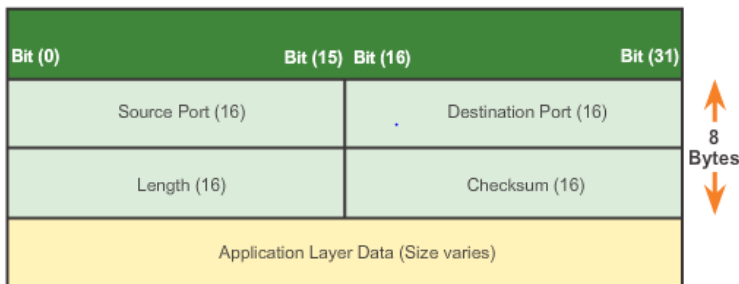 Bit (0) Bit (15) Bit (16) Bit (31)
Source Port (16) Destination Port (16)
8
Bytes
Length (16) Checksum (16)
Application Layer Data (Size varies)